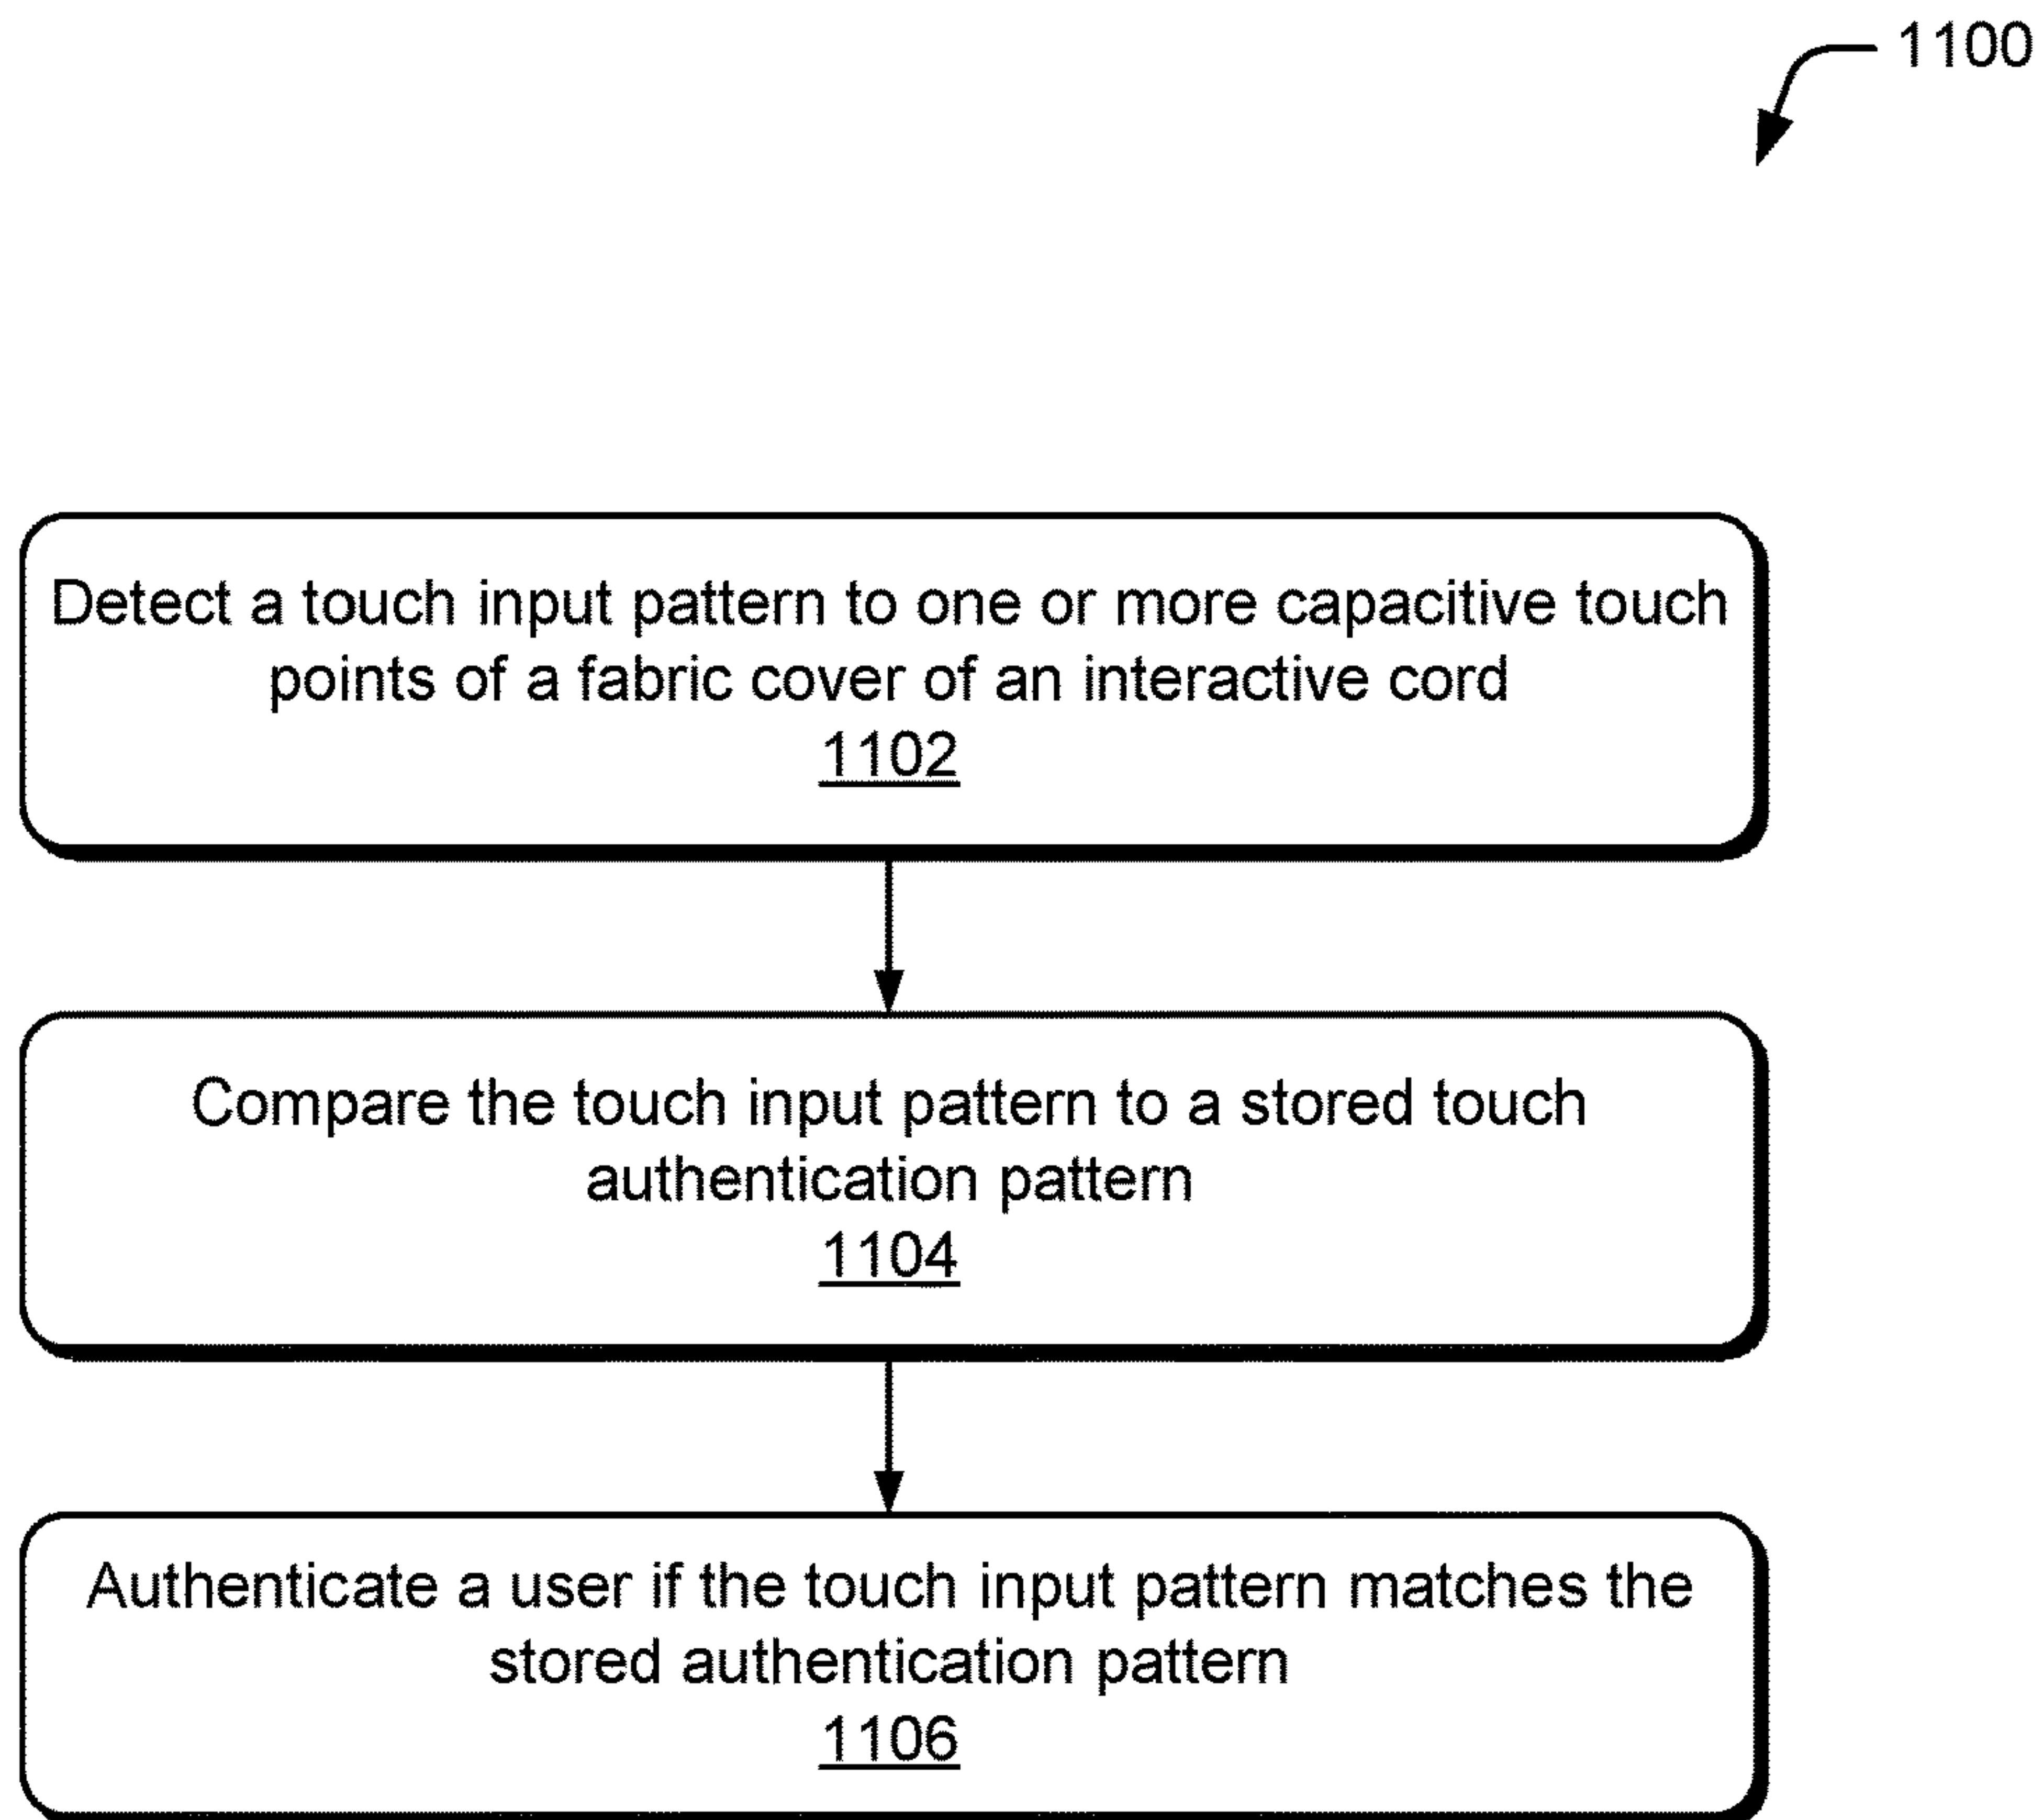 1100
Detect a touch input pattern to one or more capacitive touch
points of a fabric cover of an interactive cord
1102
Compare the touch input pattern to a stored touch
authentication pattern
1104
Authenticate a user if the touch input pattern matches the
stored authentication pattern
1106